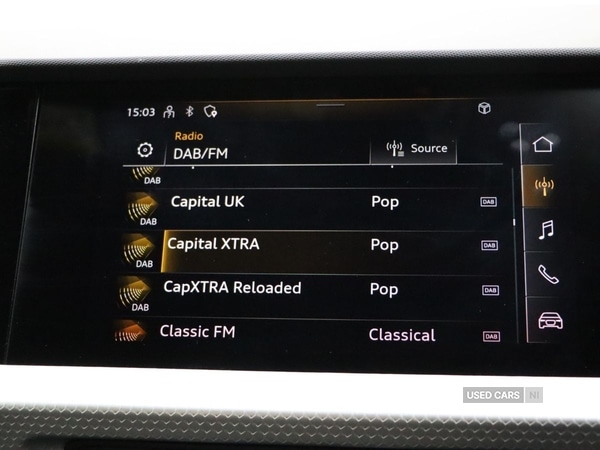 15:03
Radio
DAB/FM
Source
DAB
Capital UK Pop DAB
DAB
Capital XTRA Pop DAB
DAB
CapXTRA Reloaded Pop DAB
DAB
Classic FM Classical DAB
USED CARS NI